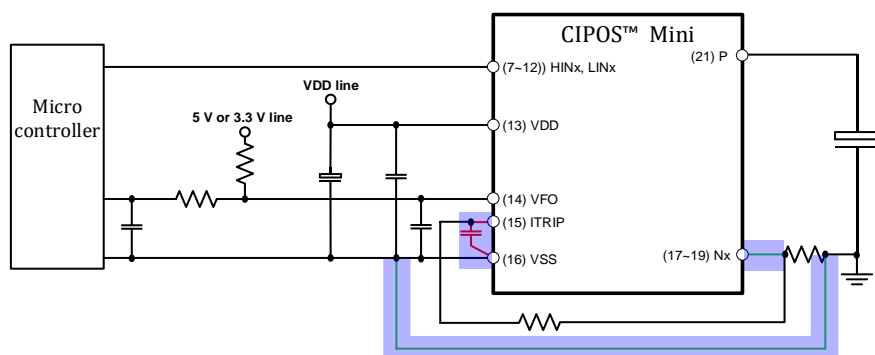 CIPOS™ Mini
(21) P
(7~12)) HINx, LINx
VDD line
Micro
controller
5 V or 3.3 V line
(13) VDD
(14) VFO
(15) ITRIP
(16) VSS
(17~19) Nx